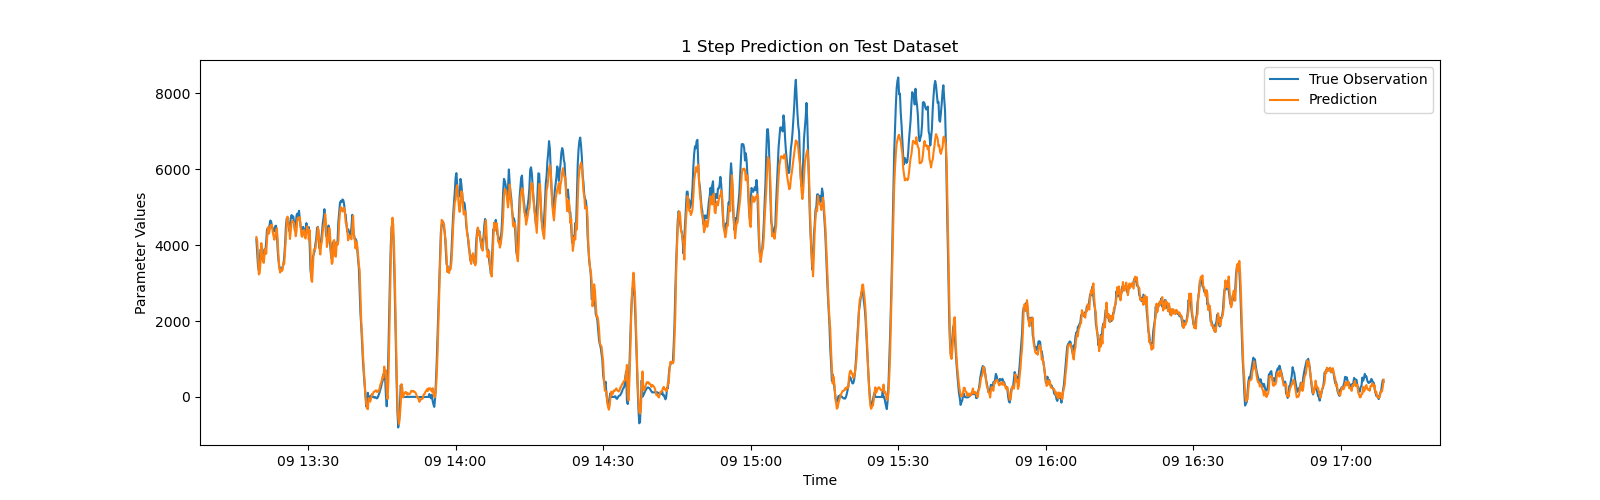 1 Step Prediction on Test Dataset
True Observation
Prediction
Parameter Values
8000
6000
4000
2000
0
09 13:30
09 14:00
09 14:30
09 15:00
09 15:30
09 16:00
09 16:30
09 17:00
Time